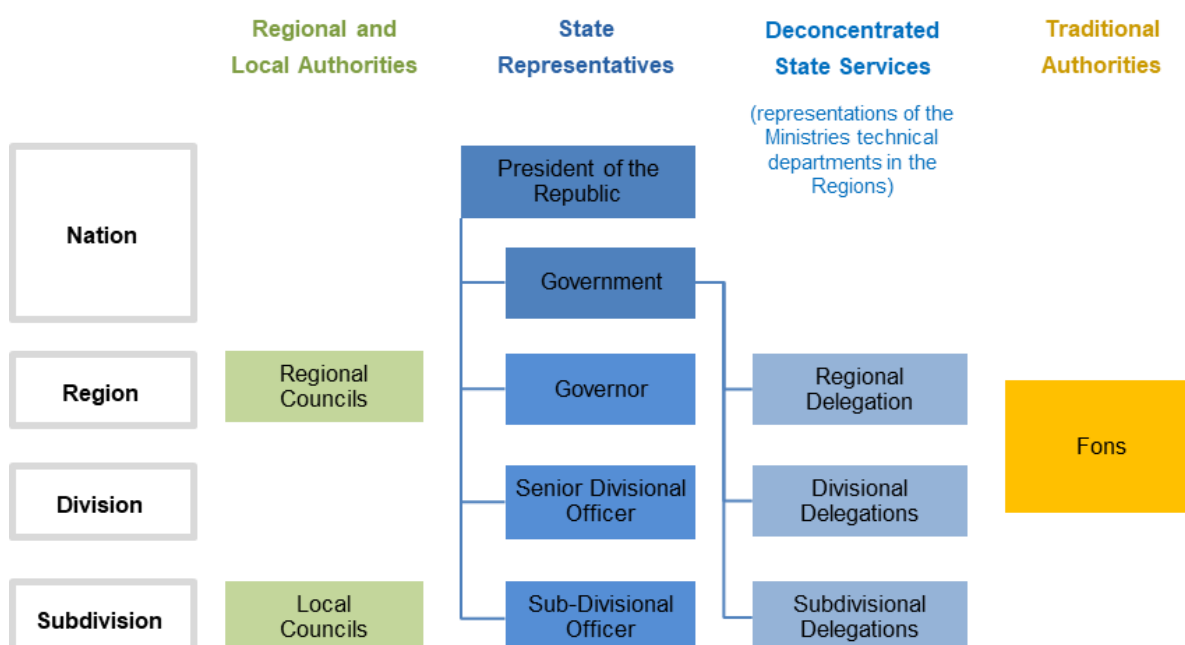 Regional and
Local Authorities
State
Representatives
Deconcentrated
State Services
(representations of the
Ministries technical
departments in the
Regions)
Traditional
Authorities
Nation
President of the
Republic
Government
Region
Regional
Councils
Governor
Regional
Delegation
Fons
Division
Senior Divisional
Officer
Divisional
Delegations
Subdivision
Local
Councils
Sub-Divisional
Officer
Subdivisional
Delegations